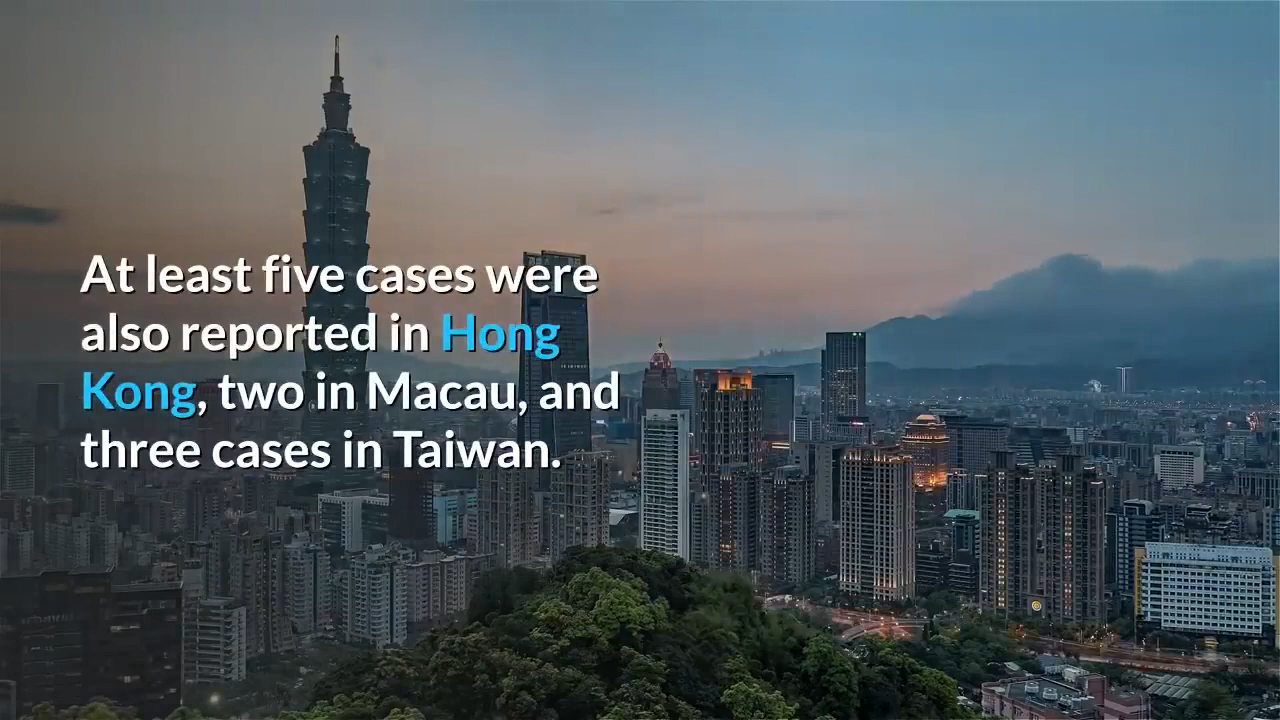 At least five cases were
also reported in Hong
Kong, two in Macau, and
three cases in Taiwan.